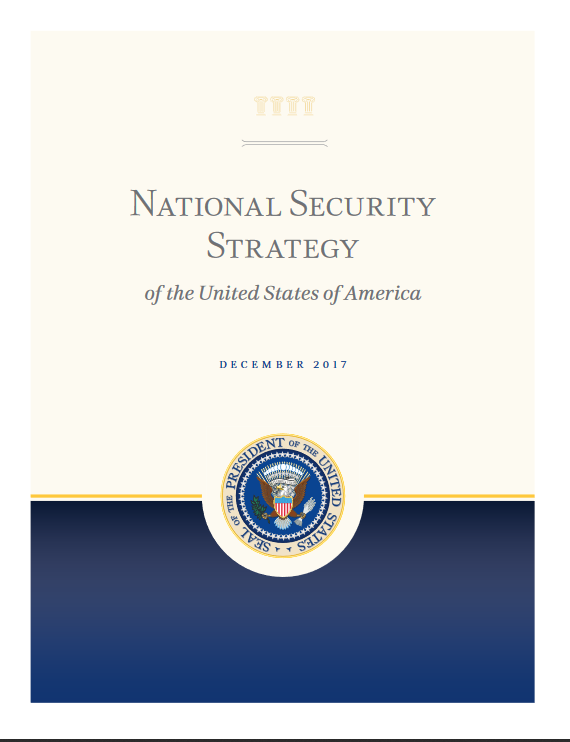 National Security
Strategy
of the United States of America
DECEMBER 2017
SEAL OF THE PRESIDENT OF THE UNITED STATES